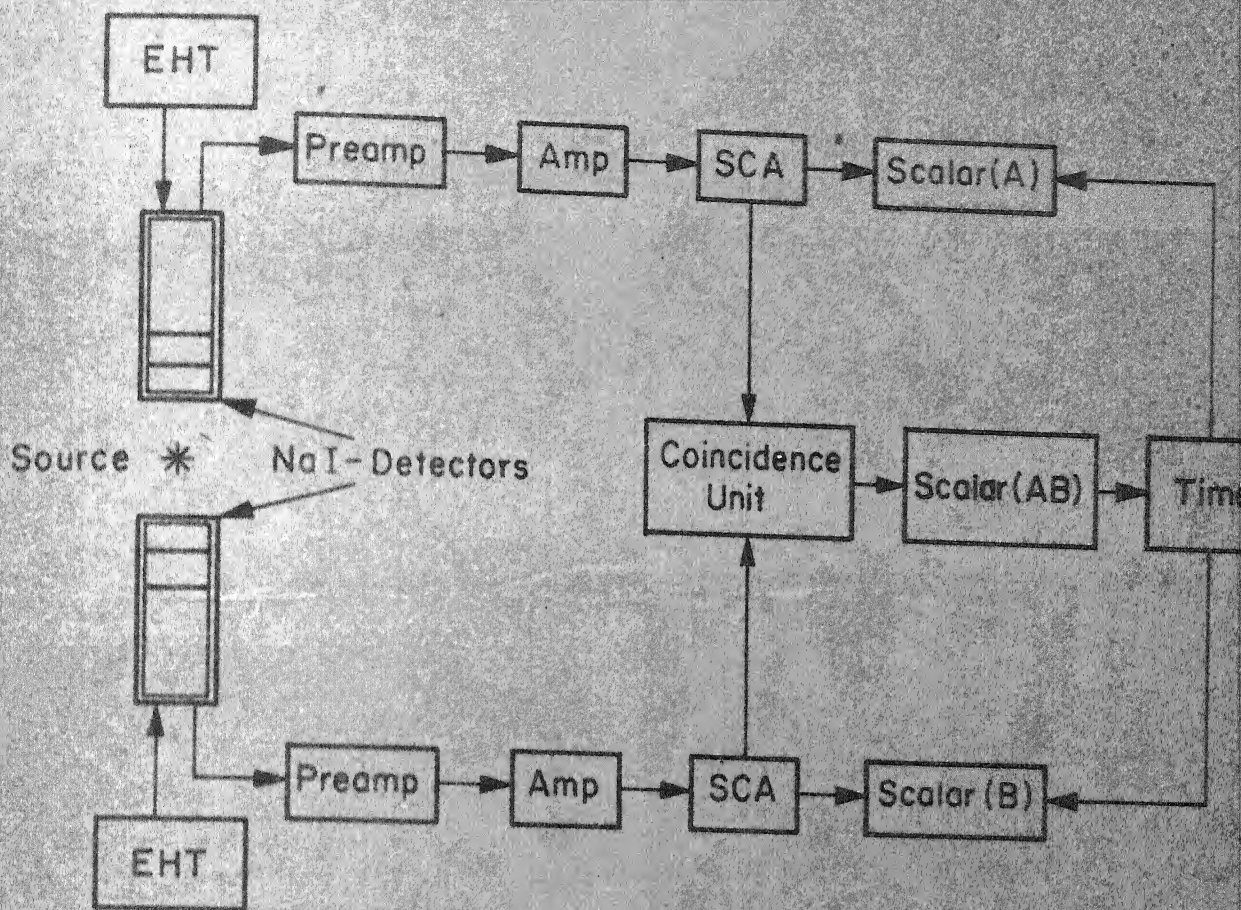 EHT
Preamp
Amp
SCA
Scalar(A)
Source
NaI-Detectors
Coincidence
Unit
Scalar(AB)
Preamp
Amp
SCA
Scalar (B)
EHT